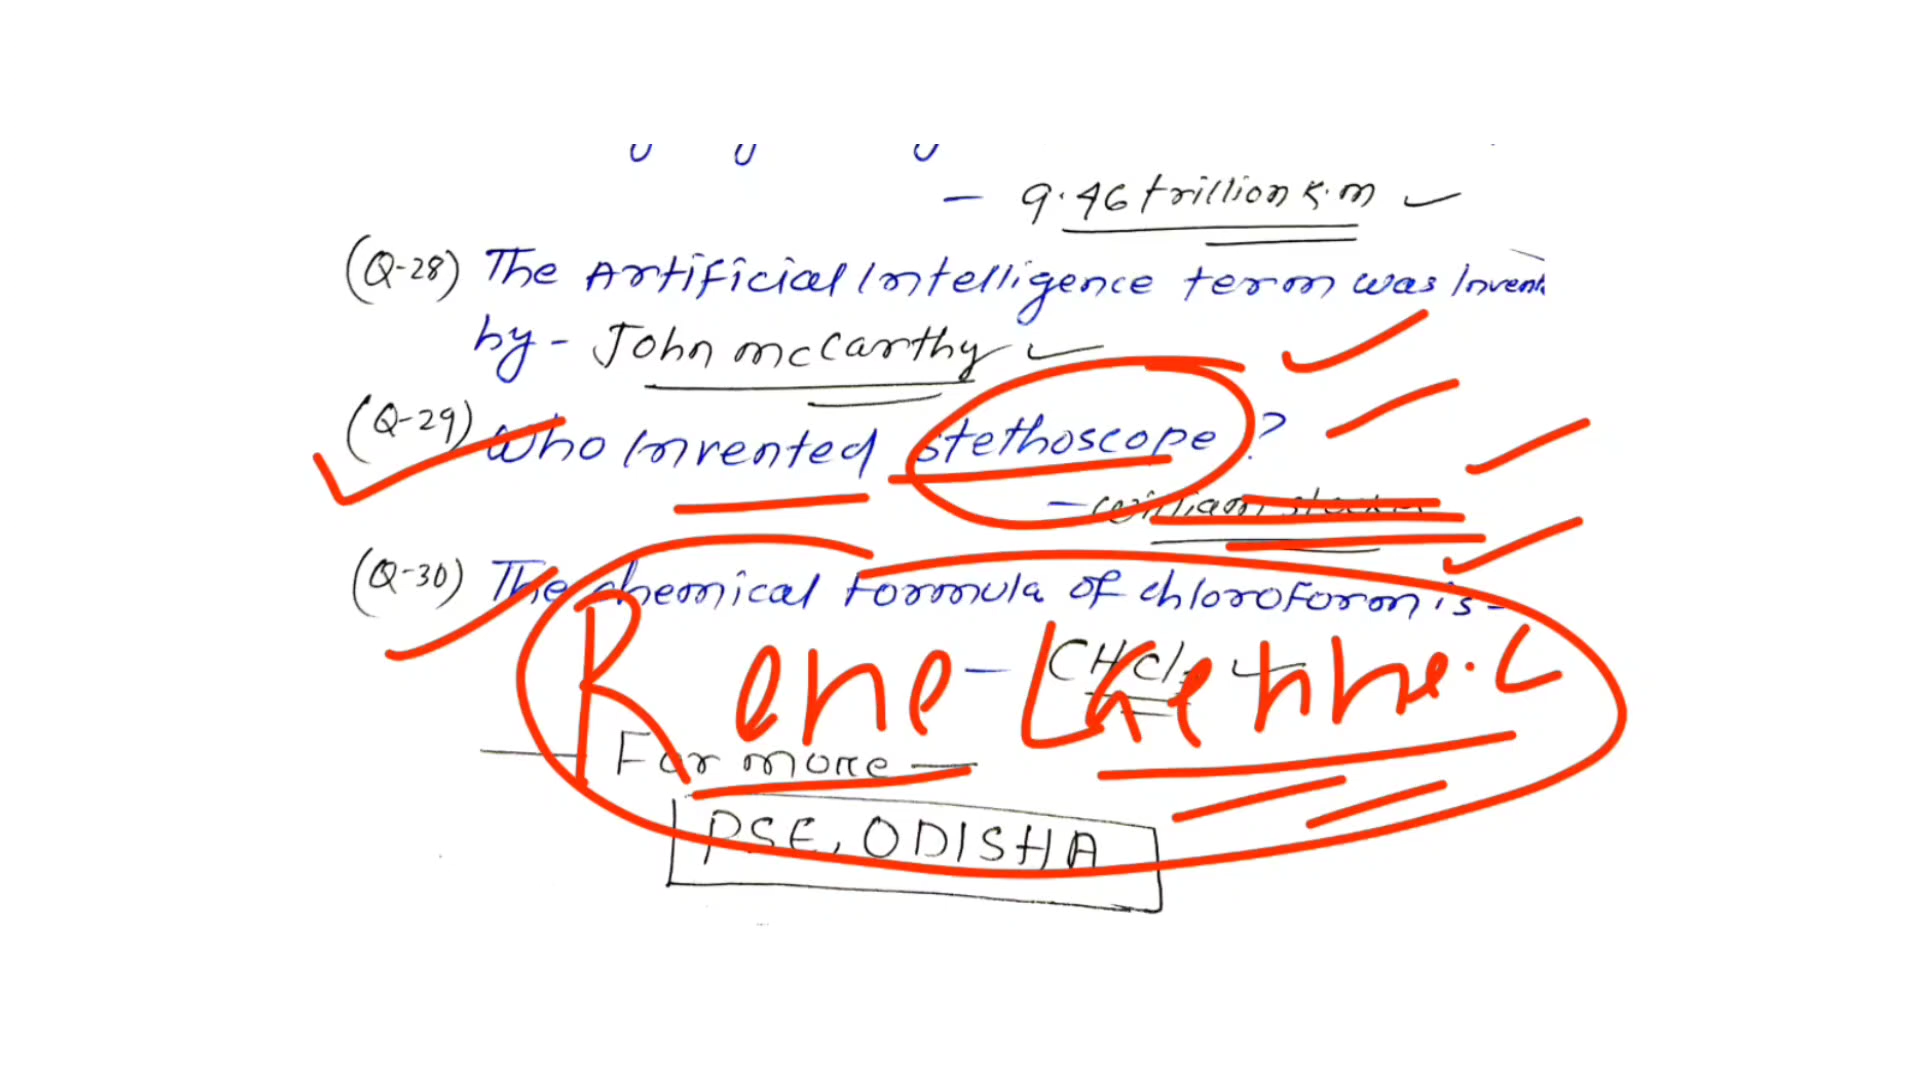 - 9.46 trillion k.m
(Q-28) The Artificial Intelligence term was Invent
by - John mccarthy
(Q-29) Who Invented stethoscope?
- William
(Q-30) The chemical formula of chloroform is -
- CHCl3
Rene Laennec
For more
PSE, ODISHA